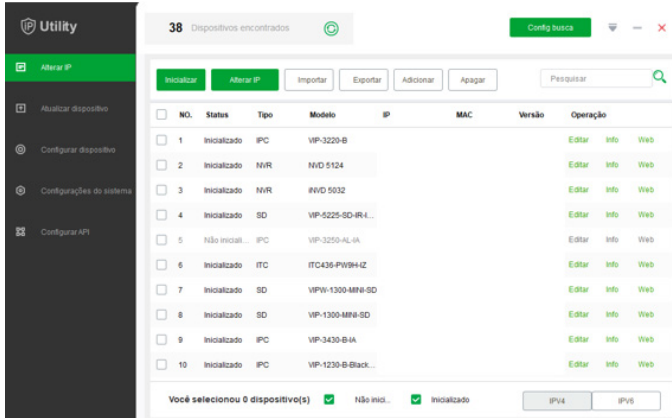 iP Utility
38 Dispositivos encontrados
Config busca
Alterar IP
Atualizar dispositivo
Configurar dispositivo
Configurações do sistema
Configurar API
Inicializar Alterar IP Importar Exportar Adicionar Apagar Pesquisar
NO. Status Tipo Modelo IP MAC Versão Operação
1 Inicializado IPC VIP-3220-B Editar Info Web
2 Inicializado NVR NVD 5124 Editar Info Web
3 Inicializado NVR iNVD 5032 Editar Info Web
4 Inicializado SD VIP-5225-SD-IR-I... Editar Info Web
5 Não iniciali... IPC VIP-3250-AL-IA Editar Info Web
6 Inicializado ITC ITC436-PW9H-IZ Editar Info Web
7 Inicializado SD VIPW-1300-MINI-SD Editar Info Web
8 Inicializado SD VIP-1300-MINI-SD Editar Info Web
9 Inicializado IPC VIP-3430-B-IA Editar Info Web
10 Inicializado IPC VIP-1230-B-Black... Editar Info Web
Você selecionou 0 dispositivo(s) Não inici.. Inicializado IPV4 IPV6